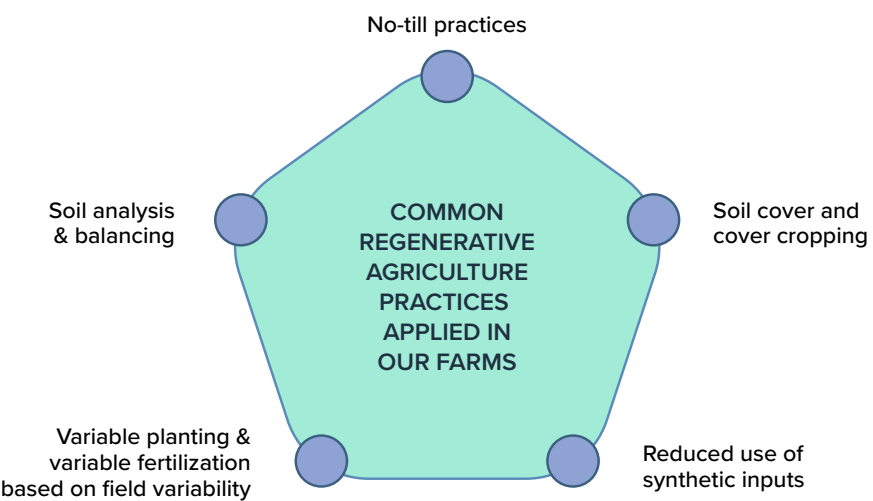 No-till practices
Soil analysis
& balancing
COMMON
REGENERATIVE
AGRICULTURE
PRACTICES
APPLIED IN
OUR FARMS
Soil cover and
cover cropping
Variable planting &
variable fertilization
based on field variability
Reduced use of
synthetic inputs